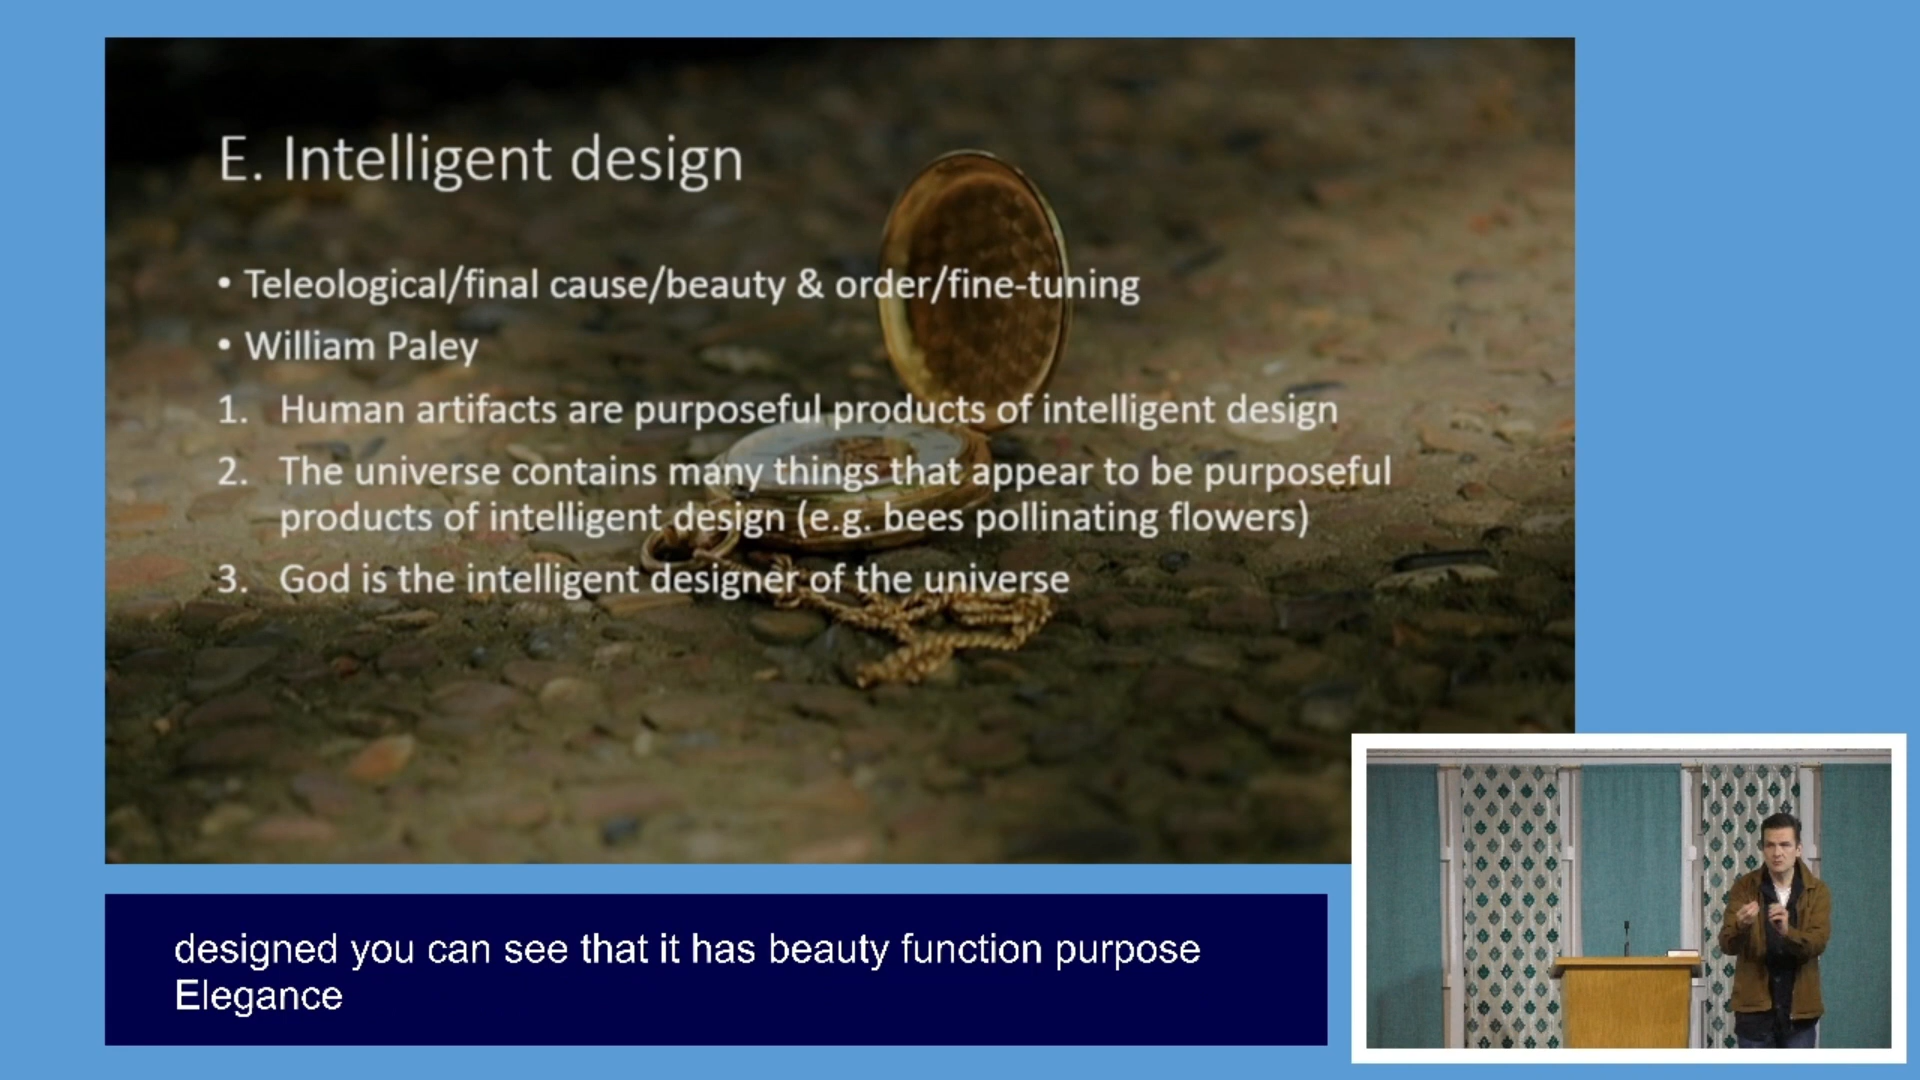 E. Intelligent design
• Teleological/final cause/beauty & order/fine-tuning
• William Paley
1. Human artifacts are purposeful products of intelligent design
2. The universe contains many things that appear to be purposeful
products of intelligent design (e.g. bees pollinating flowers)
3. God is the intelligent designer of the universe
designed you can see that it has beauty function purpose
Elegance